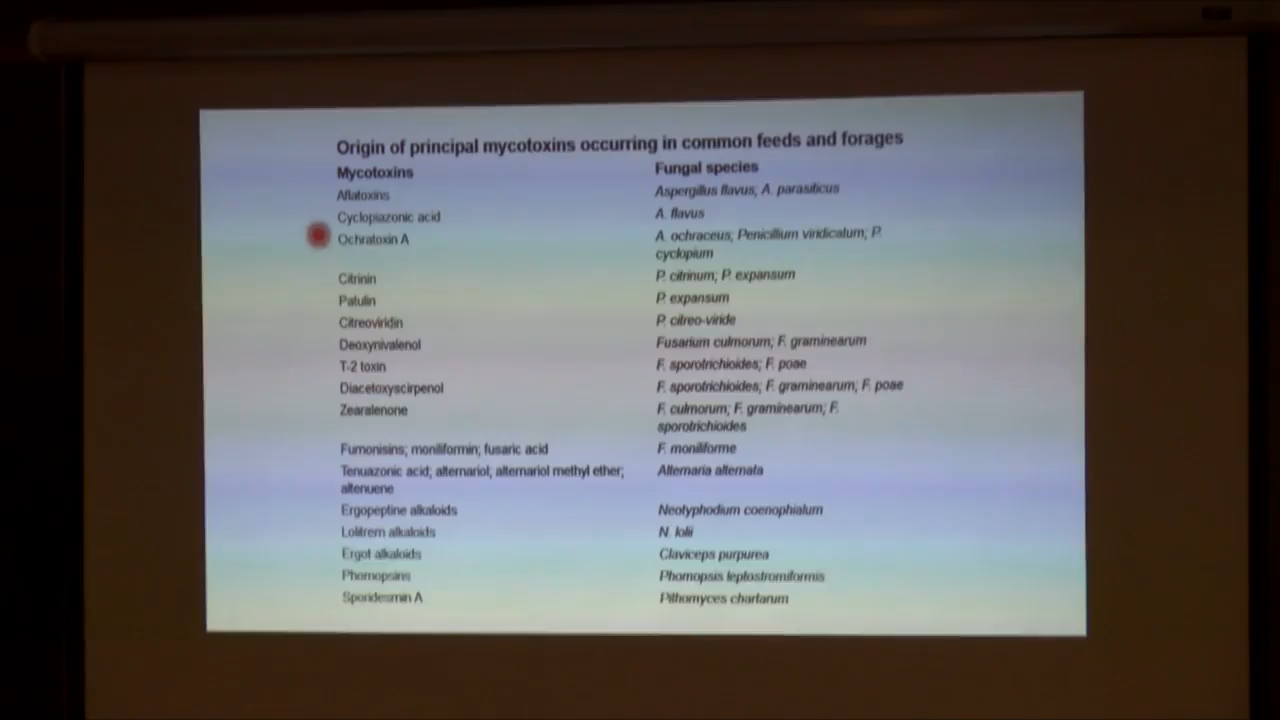 Origin of principal mycotoxins occurring in common feeds and forages
Mycotoxins Fungal species
Aflatoxins Aspergillus flavus; A. parasiticus
Cyclopiazonic acid A. flavus
Ochratoxin A A. ochraceus; Penicillium viridicatum; P.
cyclopium
Citrinin P. citrinum; P. expansum
Patulin P. expansum
Citreoviridin P. citreo-viride
Deoxynivalenol Fusarium culmorum; F. graminearum
T-2 toxin F. sporotrichioides; F. poae
Diacetoxyscirpenol F. sporotrichioides; F. graminearum; F. poae
Zearalenone F. culmorum; F. graminearum; F.
sporotrichioides
Fumonisins; moniliformin; fusaric acid F. moniliforme
Tenuazonic acid; alternariol; alternariol methyl ether; Alternaria alternata
altenuene
Ergopeptine alkaloids Neotyphodium coenophialum
Lolitrem alkaloids N. lolii
Ergot alkaloids Claviceps purpurea
Phomopsins Phomopsis leptostromiformis
Sporidesmin A Pithomyces chartarum